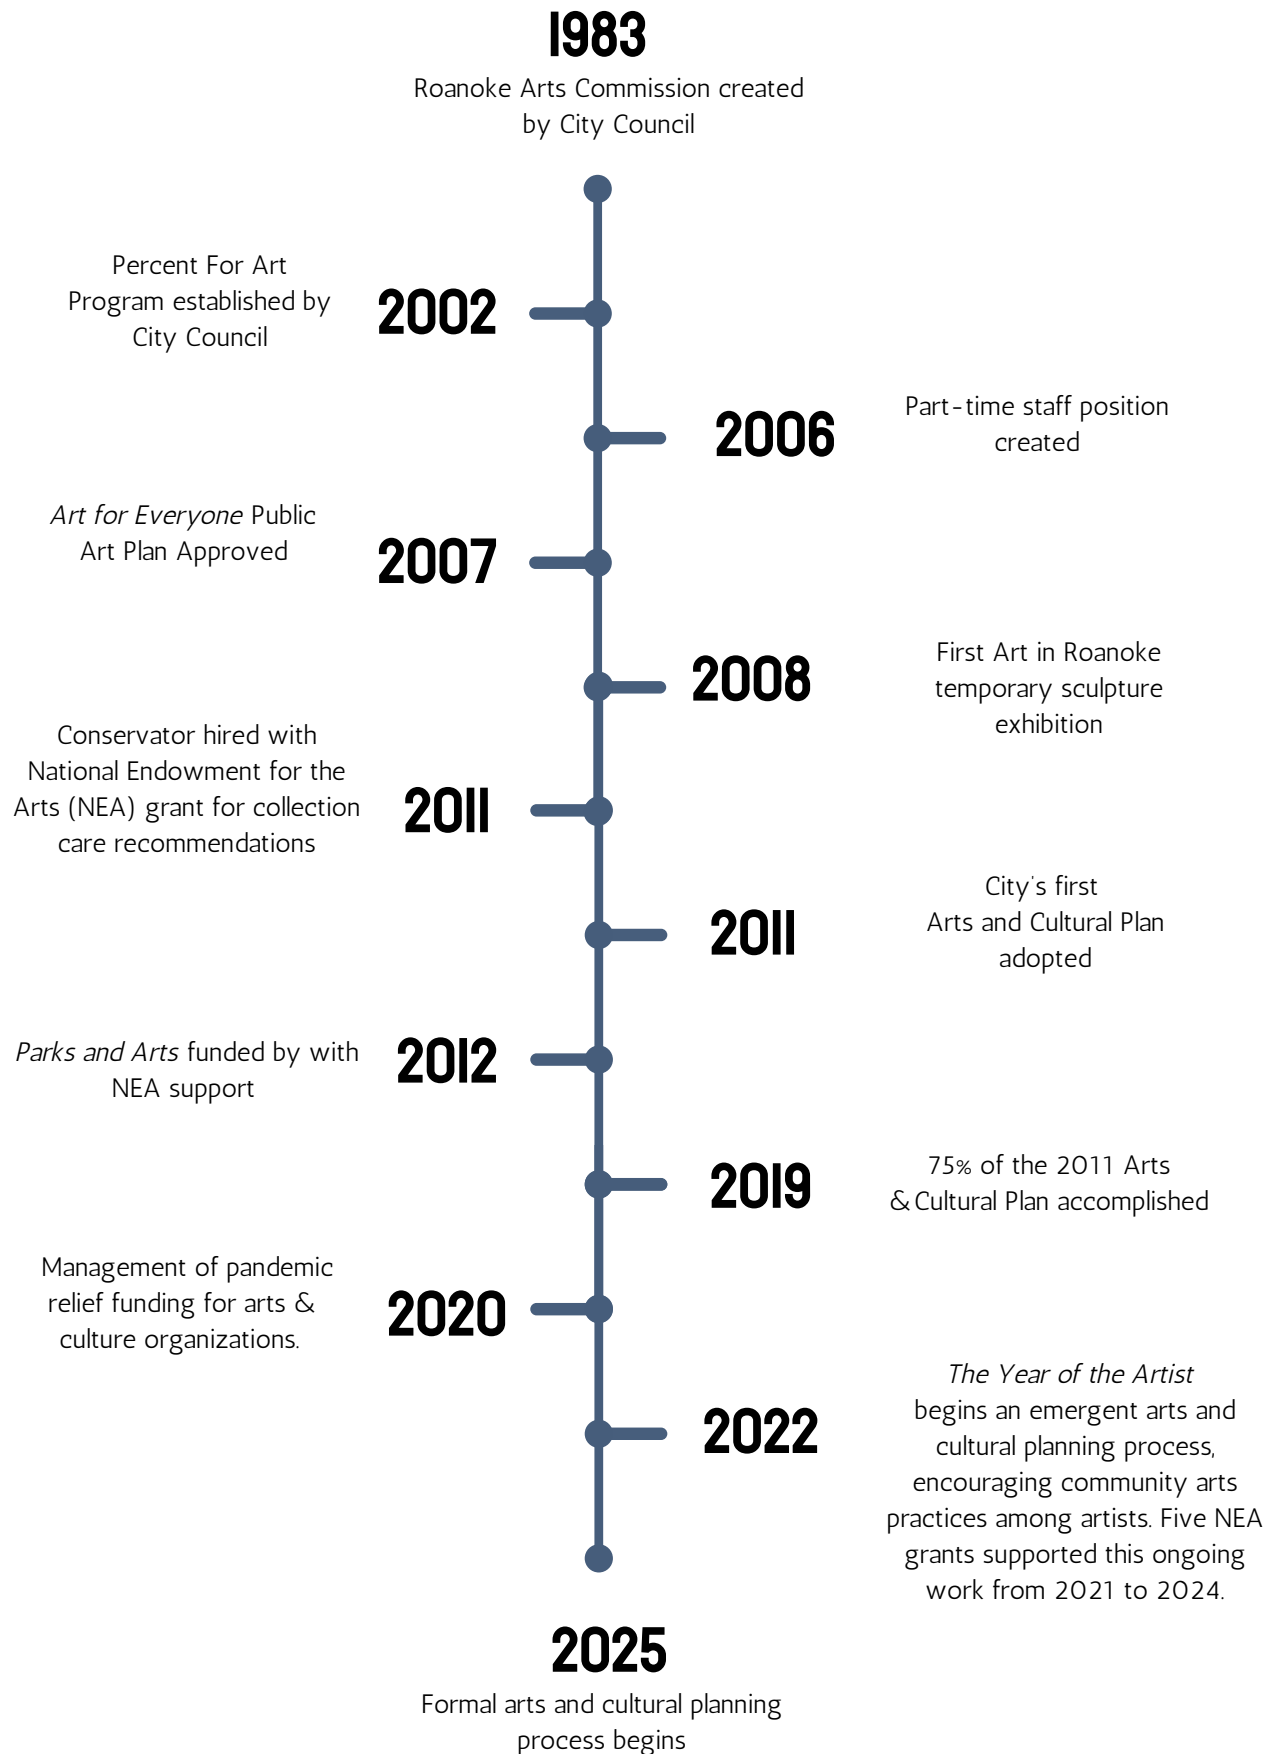 1983
Roanoke Arts Commission created
by City Council
Percent For Art
Program established by
City Council
2002
2006
Part-time staff position
created
Art for Everyone Public
Art Plan Approved
2007
2008
First Art in Roanoke
temporary sculpture
exhibition
Conservator hired with
National Endowment for the
Arts (NEA) grant for collection
care recommendations
2011
2011
City's first
Arts and Cultural Plan
adopted
Parks and Arts funded by with
NEA support
2012
2019
75% of the 2011 Arts
& Cultural Plan accomplished
Management of pandemic
relief funding for arts &
culture organizations.
2020
2022
The Year of the Artist
begins an emergent arts and
cultural planning process,
encouraging community arts
practices among artists. Five NEA
grants supported this ongoing
work from 2021 to 2024.
2025
Formal arts and cultural planning
process begins